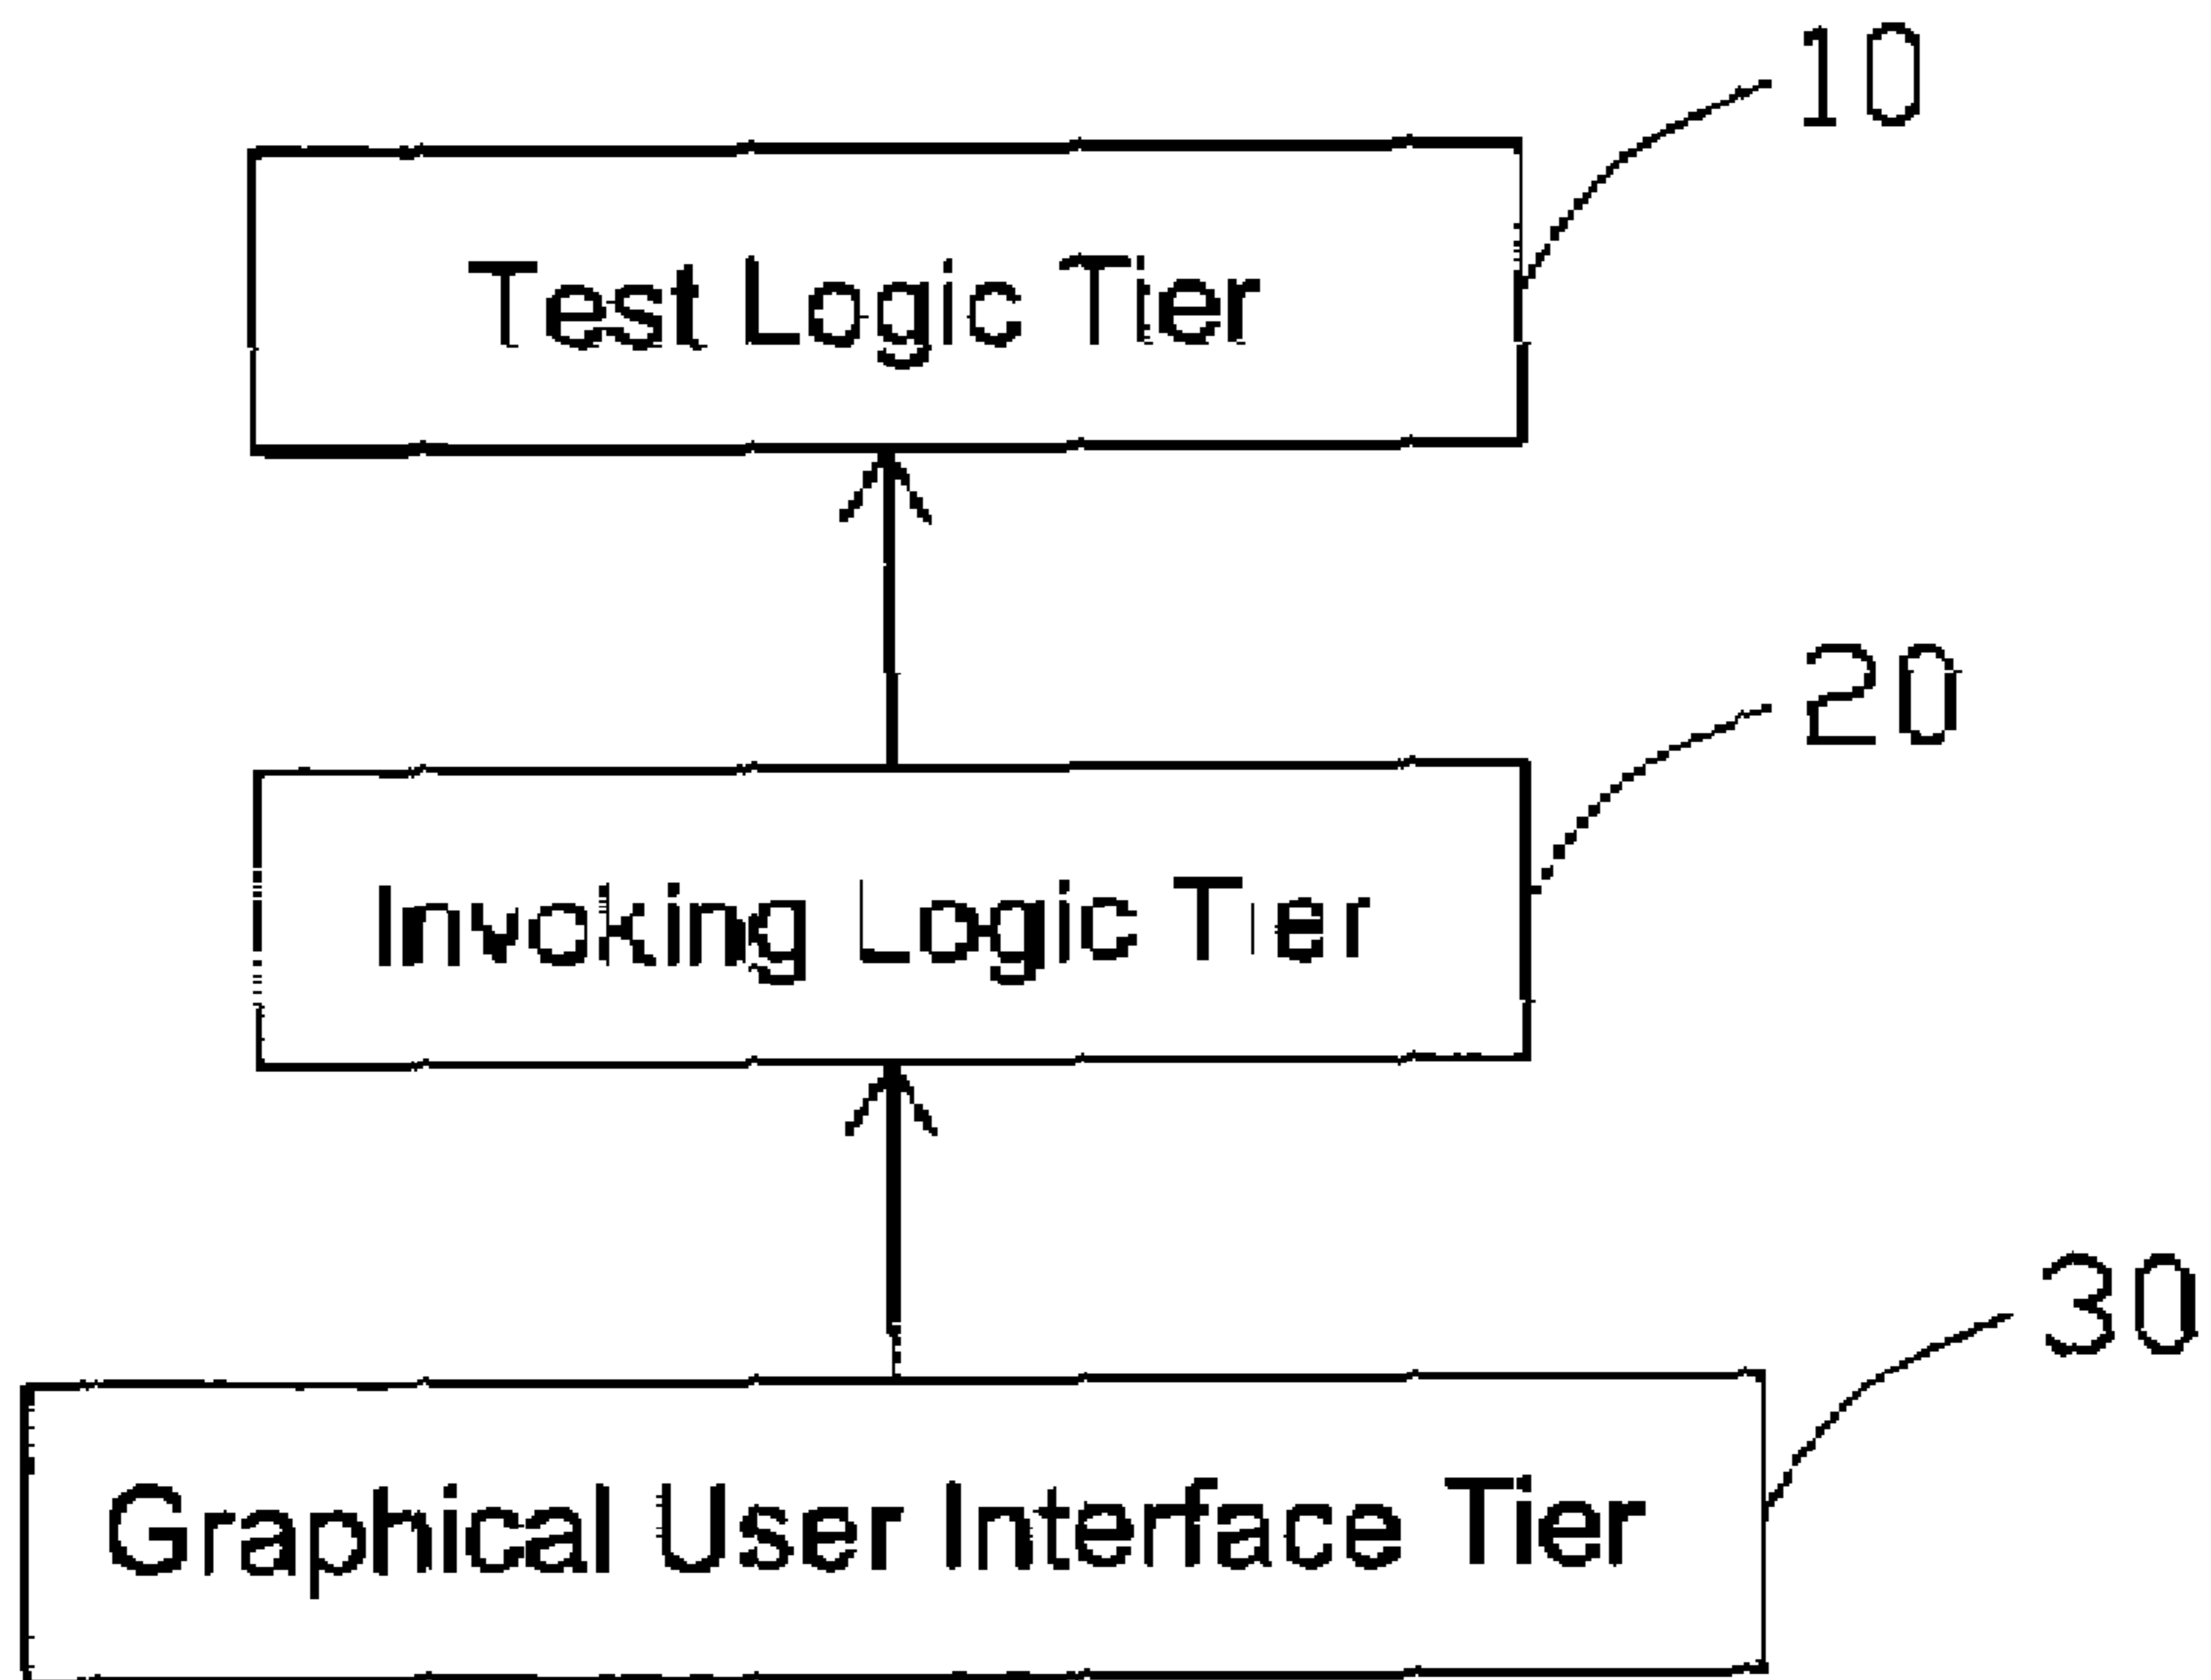 10
Test Logic Tier
20
Invoking Logic Tier
30
Graphical User Interface Tier